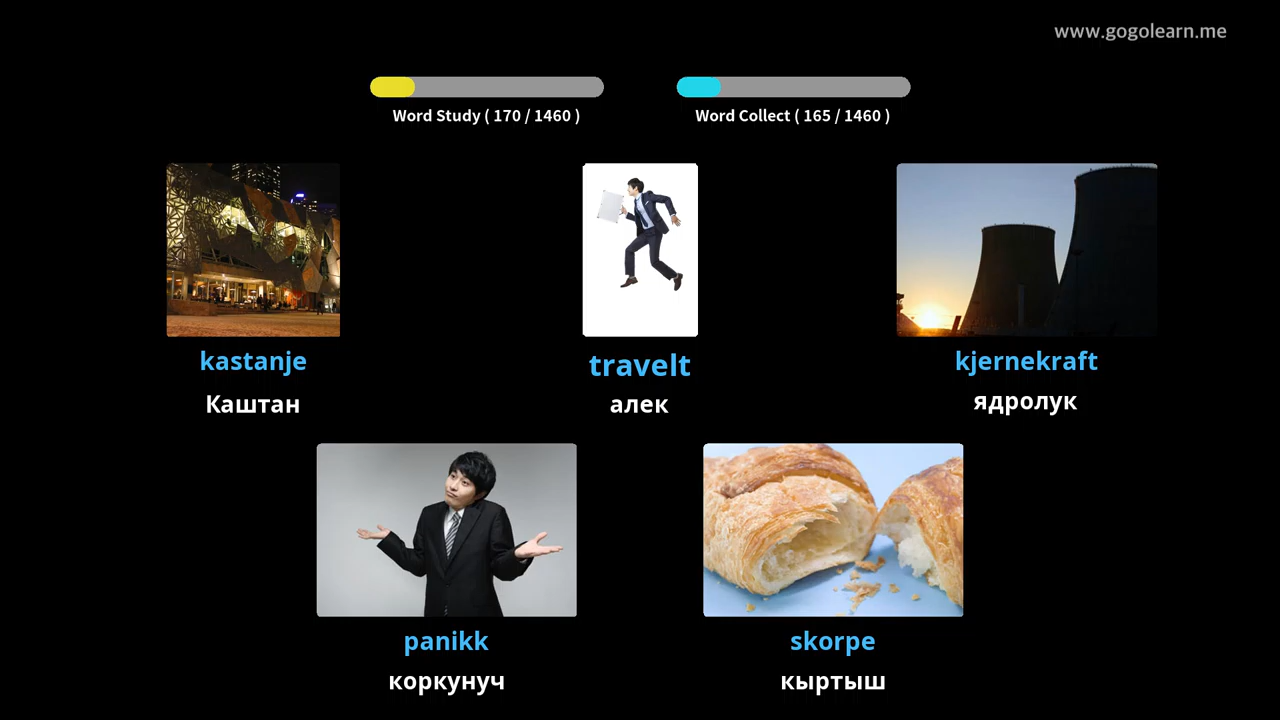 www.gogolearn.me
Word Study ( 170 / 1460 )
Word Collect ( 165 / 1460 )
kastanje
Каштан
travelt
алек
kjernekraft
ядролук
panikk
коркунуч
skorpe
кыртыш